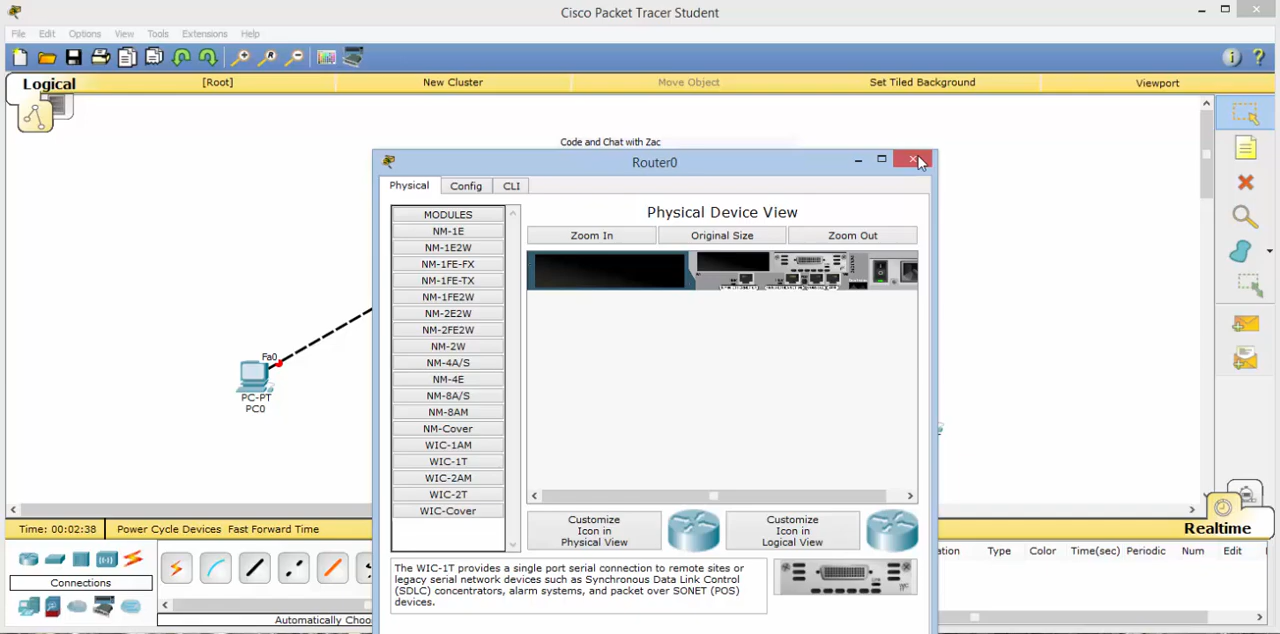 Cisco Packet Tracer Student
File Edit Options View Tools Extensions Help
Logical
[Root]
New Cluster
Move Object
Set Tiled Background
Viewport
Code and Chat with Zac
Router0
Physical Config CLI
MODULES
NM-1E
NM-1E2W
NM-1FE-FX
NM-1FE-TX
NM-1FE2W
NM-2E2W
NM-2FE2W
NM-2W
NM-4A/S
NM-4E
NM-8A/S
NM-8AM
NM-Cover
WIC-1AM
WIC-1T
WIC-2AM
WIC-2T
WIC-Cover
Physical Device View
Zoom In
Original Size
Zoom Out
Fa0
PC-PT
PC0
Customize
Icon in
Physical View
Customize
Icon in
Logical View
The WIC-1T provides a single port serial connection to remote sites or
legacy serial network devices such as Synchronous Data Link Control
(SDLC) concentrators, alarm systems, and packet over SONET (POS)
devices.
Time: 00:02:38 Power Cycle Devices Fast Forward Time
Realtime
Connections
Automatically Choo
ation Type Color Time(sec) Periodic Num Edit